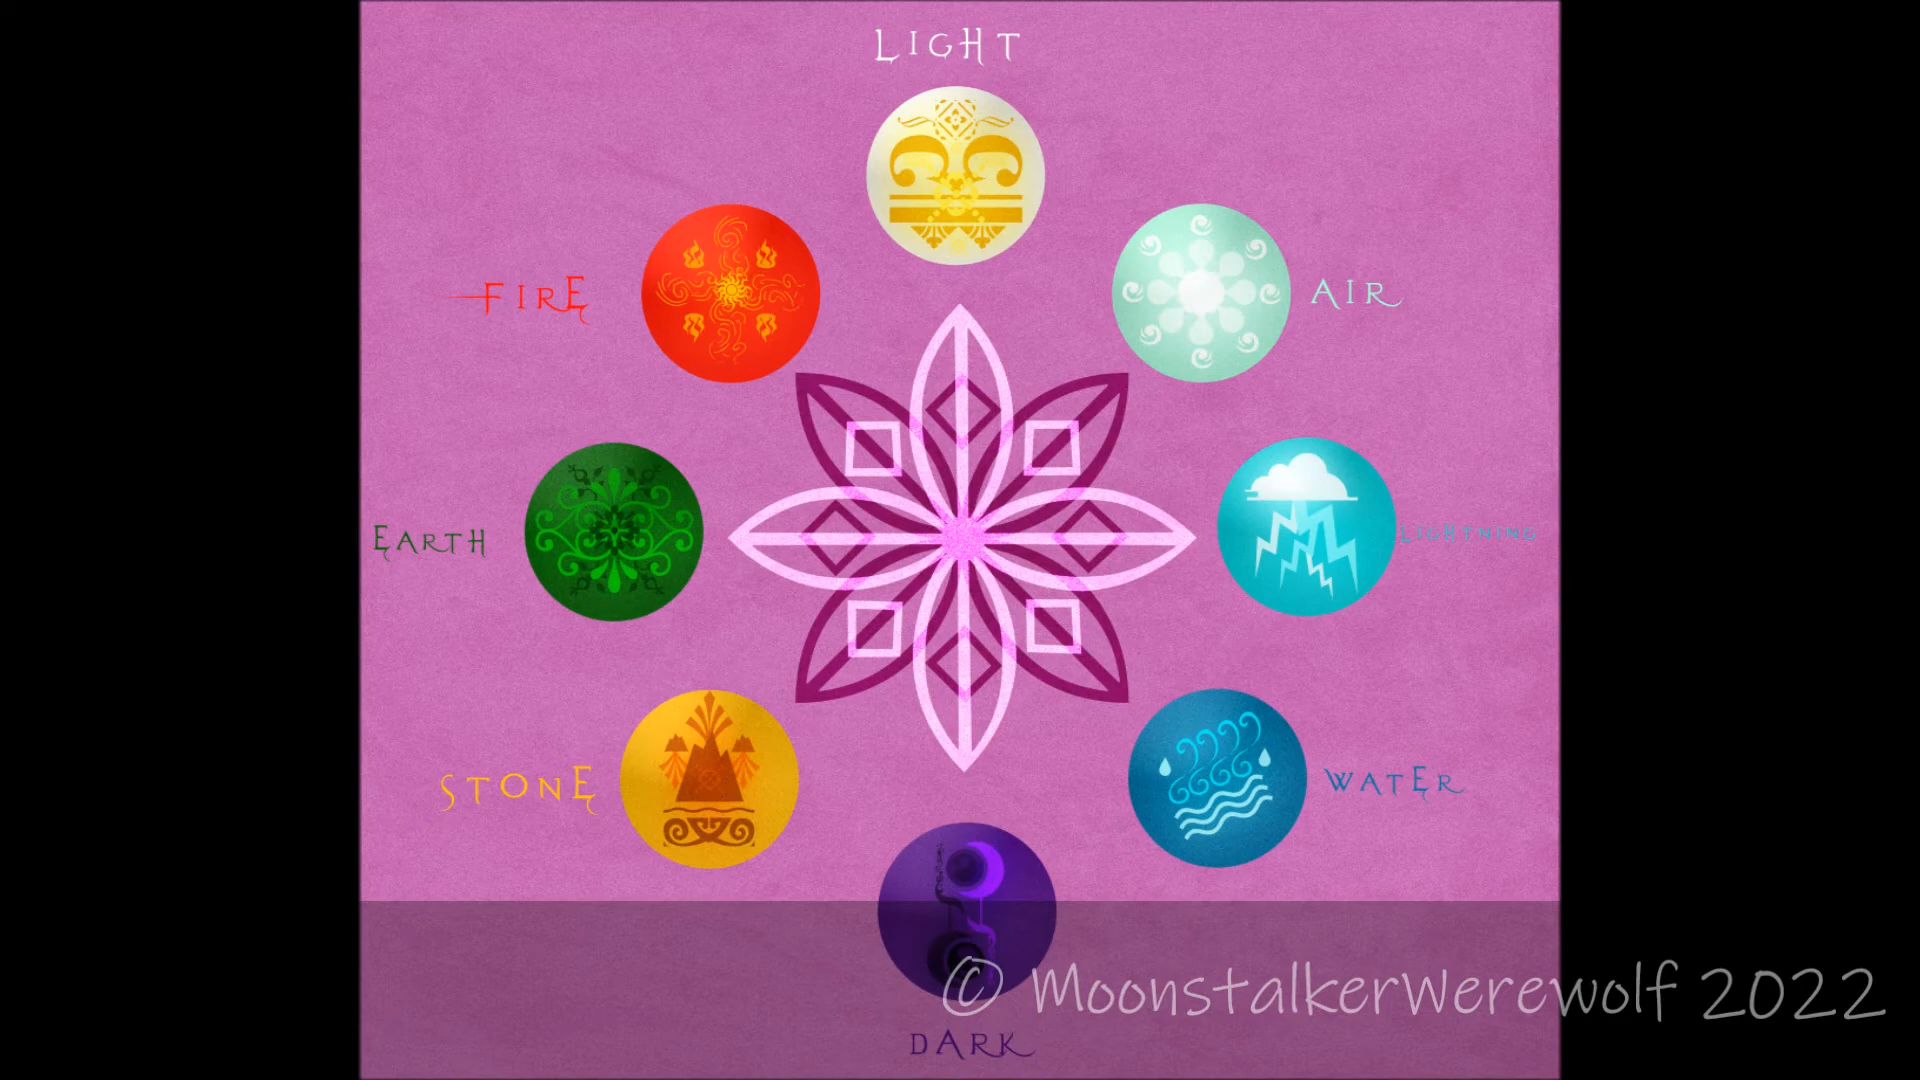 LIGHT
FIRE
AIR
EARTH
LIGHTNING
STONE
WATER
© MoonstalkerWerewolf 2022
DARK